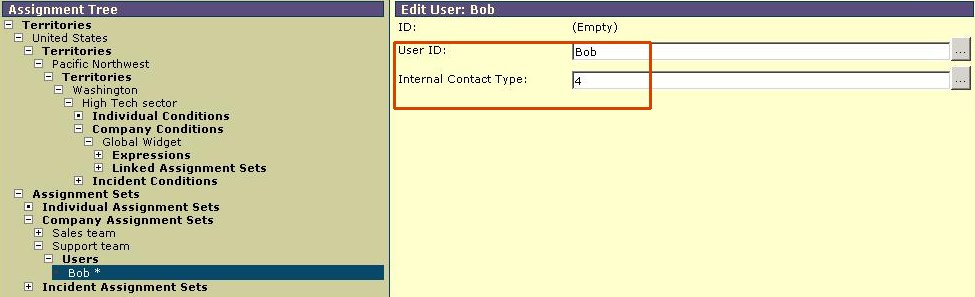 Assignment Tree
Territories
United States
Territories
Pacific Northwest
Territories
Washington
High Tech sector
Individual Conditions
Company Conditions
Global Widget
Expressions
Linked Assignment Sets
Incident Conditions
Assignment Sets
Individual Assignment Sets
Company Assignment Sets
Sales team
Support team
Users
Bob *
Incident Assignment Sets
Edit User: Bob
ID: (Empty)
User ID: Bob ...
Internal Contact Type: 4 ...